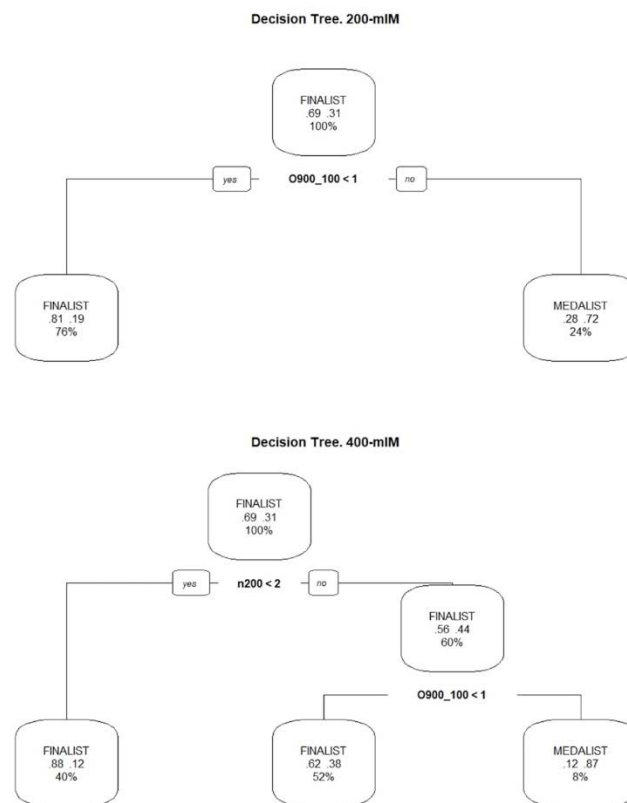 Decision Tree. 200-mIM
FINALIST
.69 .31
100%
yes
O900_100 < 1
no
FINALIST
.81 .19
76%
MEDALIST
.28 .72
24%
Decision Tree. 400-mIM
FINALIST
.69 .31
100%
yes
n200 < 2
no
FINALIST
.56 .44
60%
O900_100 < 1
FINALIST
.88 .12
40%
FINALIST
.62 .38
52%
MEDALIST
.12 .87
8%